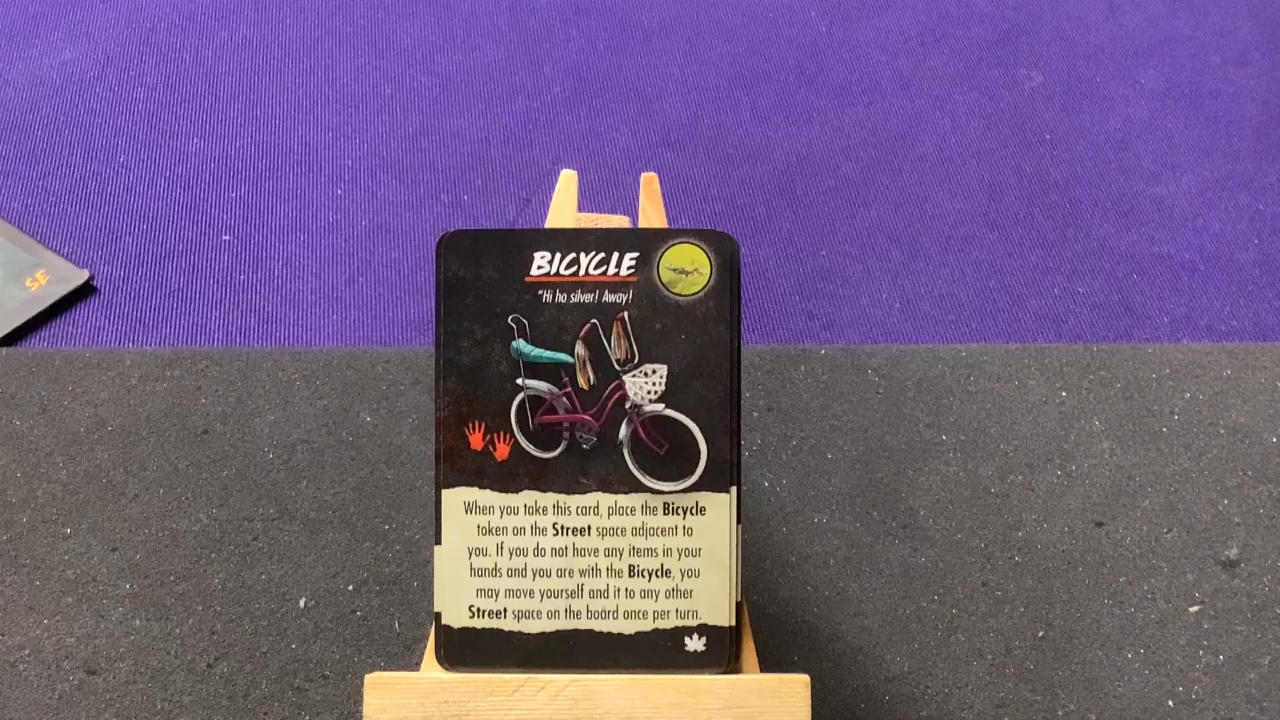 BICYCLE
"Hi ho silver! Away!
SE
When you take this card, place the Bicycle
token on the Street space adjacent to
you. If you do not have any items in your
hands and you are with the Bicycle, you
may move yourself and it to any other
Street space on the board once per turn.